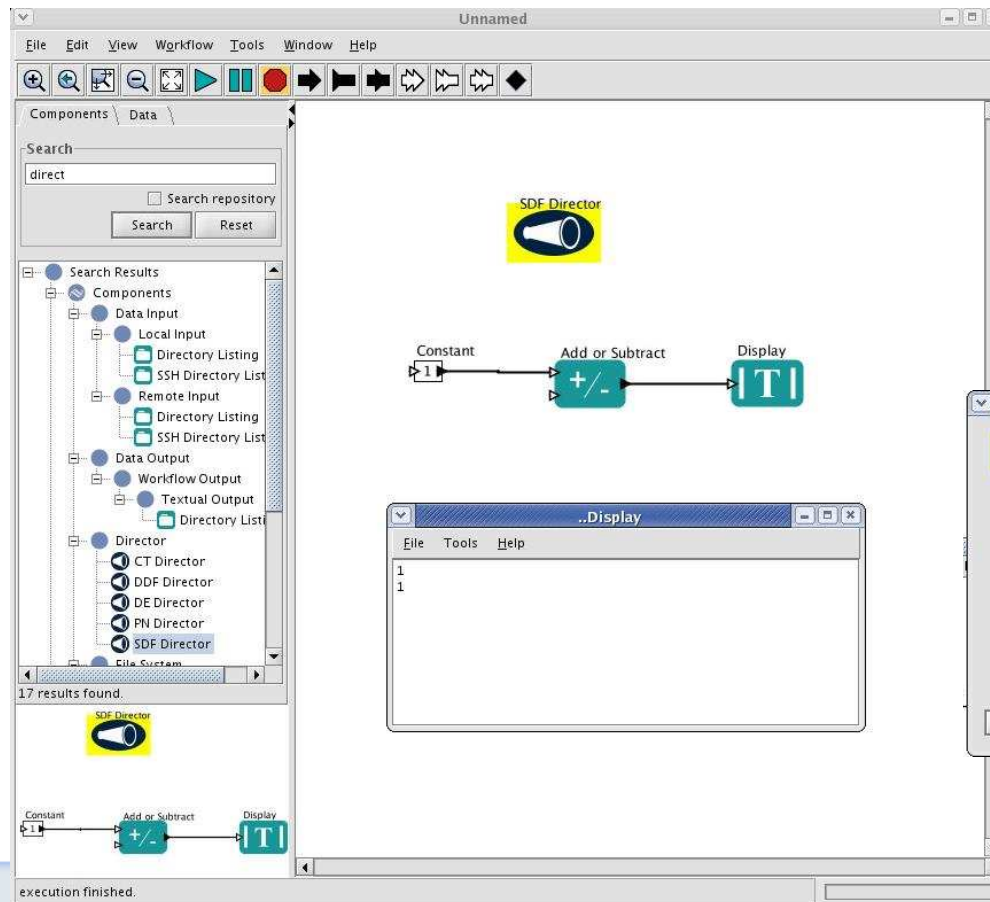 Unnamed
File Edit View Workflow Tools Window Help
Components Data
Search
direct
Search repository
Search Reset
Search Results
Components
Data Input
Local Input
Directory Listing
SSH Directory List
Remote Input
Directory Listing
SSH Directory List
Data Output
Workflow Output
Textual Output
Directory Listi
Director
CT Director
DDF Director
DE Director
PN Director
SDF Director
File System
17 results found.
SDF Director
Constant Add or Subtract Display
1 +/- T
SDF Director
Constant Add or Subtract Display
1 +/- T
..Display
File Tools Help
1
1
execution finished.